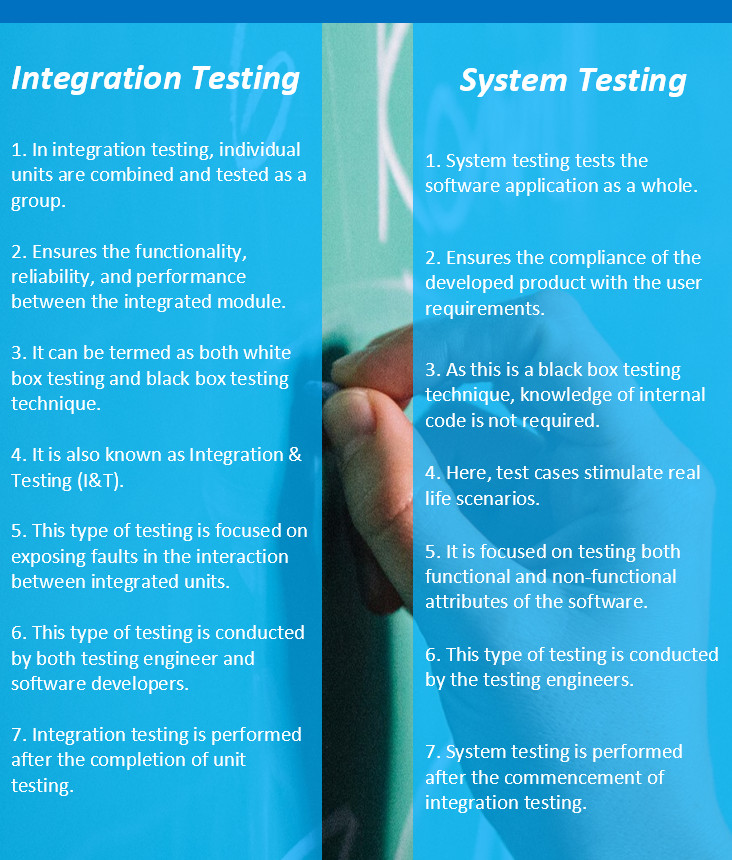 Integration Testing
1. In integration testing, individual
units are combined and tested as a
group.
2. Ensures the functionality,
reliability, and performance
between the integrated module.
3. It can be termed as both white
box testing and black box testing
technique.
4. It is also known as Integration &
Testing (I&T).
5. This type of testing is focused on
exposing faults in the interaction
between integrated units.
6. This type of testing is conducted
by both testing engineer and
software developers.
7. Integration testing is performed
after the completion of unit
testing.
System Testing
1. System testing tests the
software application as a whole.
2. Ensures the compliance of the
developed product with the user
requirements.
3. As this is a black box testing
technique, knowledge of internal
code is not required.
4. Here, test cases stimulate real
life scenarios.
5. It is focused on testing both
functional and non-functional
attributes of the software.
6. This type of testing is conducted
by the testing engineers.
7. System testing is performed
after the commencement of
integration testing.